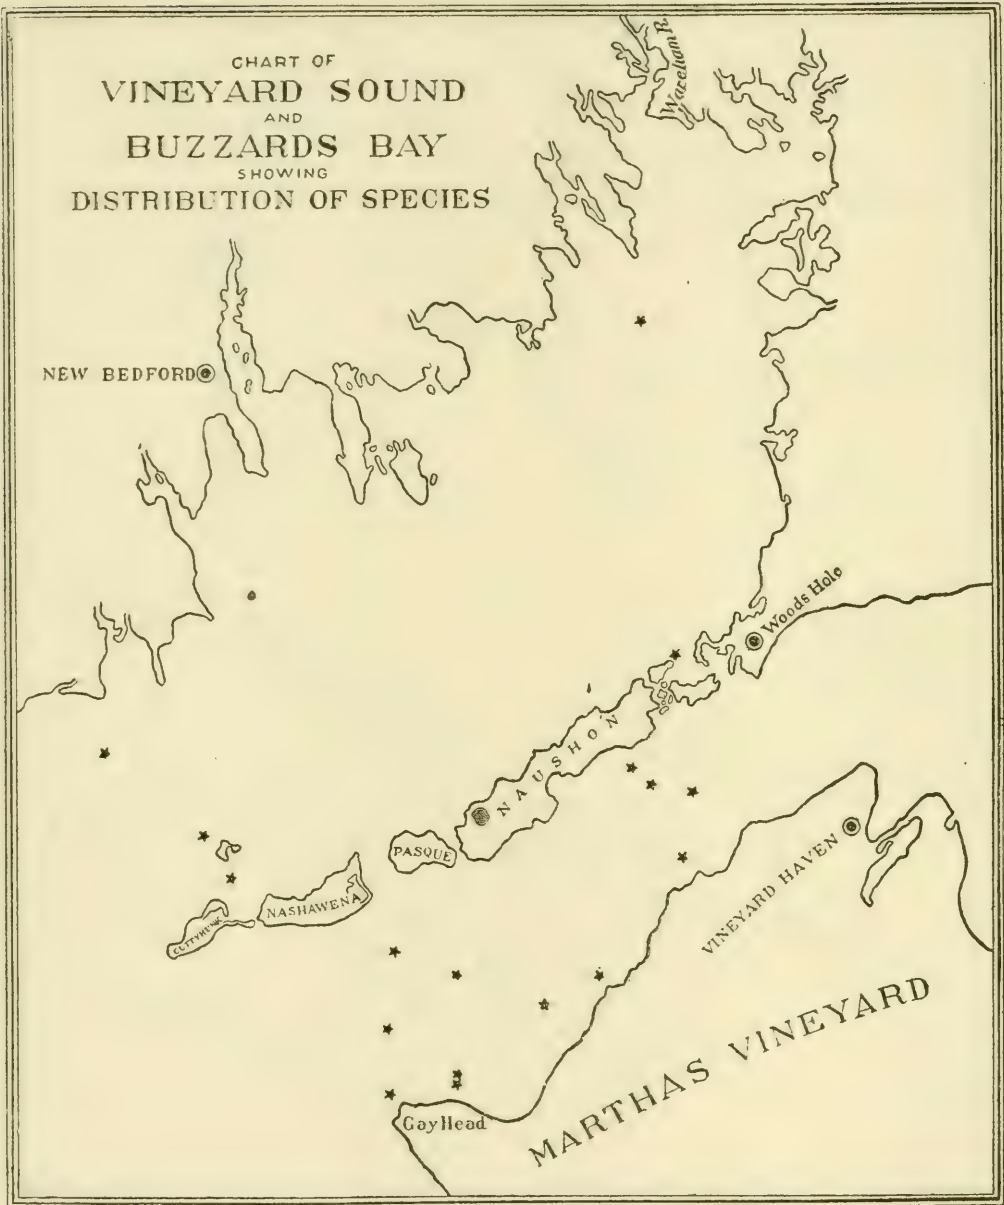 CHART OF
VINEYARD SOUND
AND
BUZZARDS BAY
SHOWING
DISTRIBUTION OF SPECIES
Wareham R.
NEW BEDFORD
Woods Hole
NAUSHON
PASQUE
NASHAWENA
CUTTYHUNK
VINEYARD HAVEN
MARTHAS VINEYARD
Gay Head